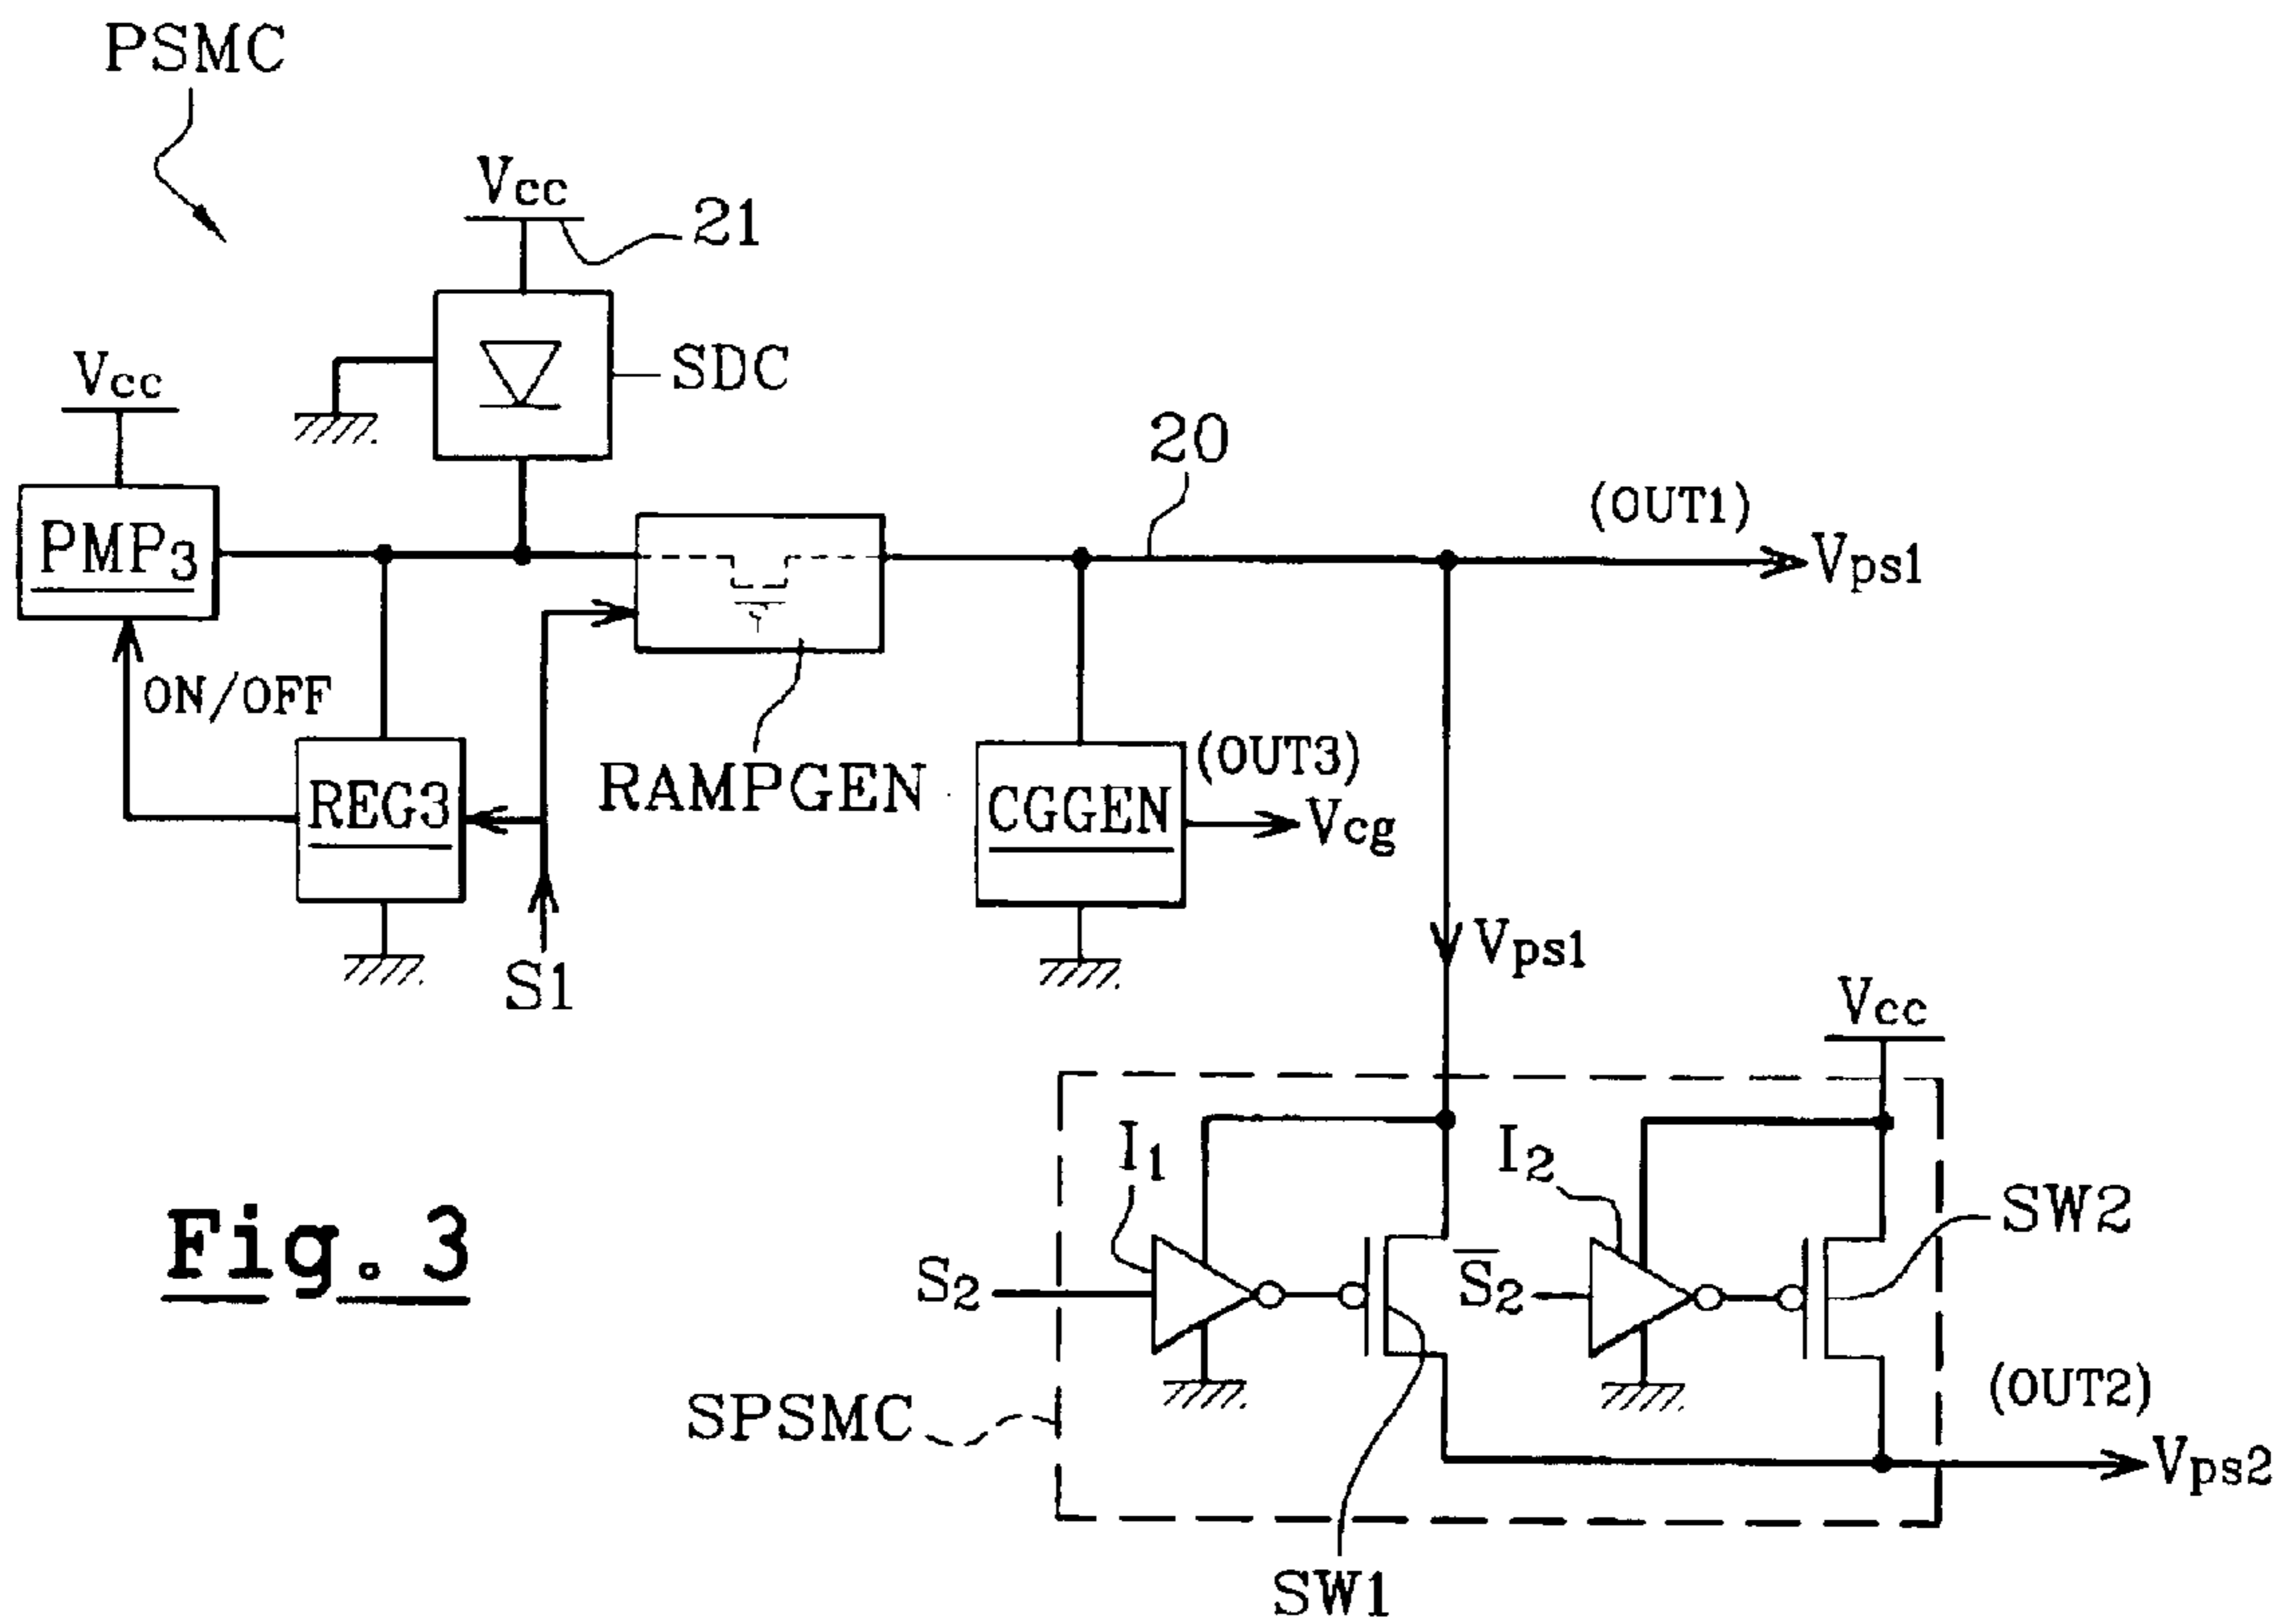 PSMC
Vcc
21
SDC
Vcc
20
(OUT1)
PMP3
Vps1
ON/OFF
(OUT3)
RAMPGEN
REG3
CGGEN
Vcg
Vps1
S1
Vcc
I1
I2
SW2
Fig. 3
S2
S̅2
(OUT2)
SPSMC
Vps2
SW1